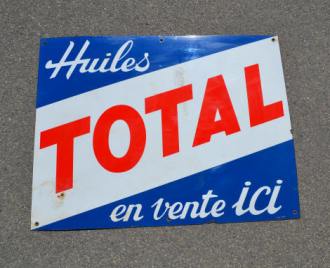 Huiles
TOTAL
en vente ici